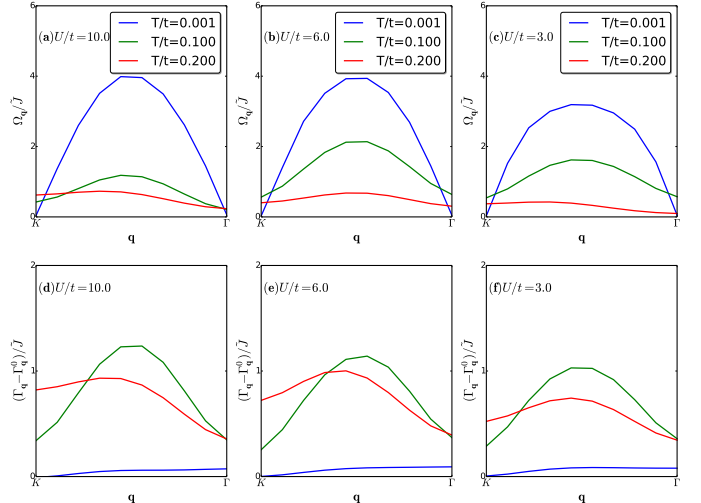 6
4
2
0
(a)U/t=10.0
T/t=0.001
T/t=0.100
T/t=0.200
Ω_q/J̃
K
Γ
q
6
4
2
0
(b)U/t=6.0
T/t=0.001
T/t=0.100
T/t=0.200
Ω_q/J̃
K
Γ
q
6
4
2
0
(c)U/t=3.0
T/t=0.001
T/t=0.100
T/t=0.200
Ω_q/J̃
K
Γ
q
2
1
0
(d)U/t=10.0
(Γ_q−Γ_q^0)/J̃
K
Γ
q
2
1
0
(e)U/t=6.0
(Γ_q−Γ_q^0)/J̃
K
Γ
q
2
1
0
(f)U/t=3.0
(Γ_q−Γ_q^0)/J̃
K
Γ
q